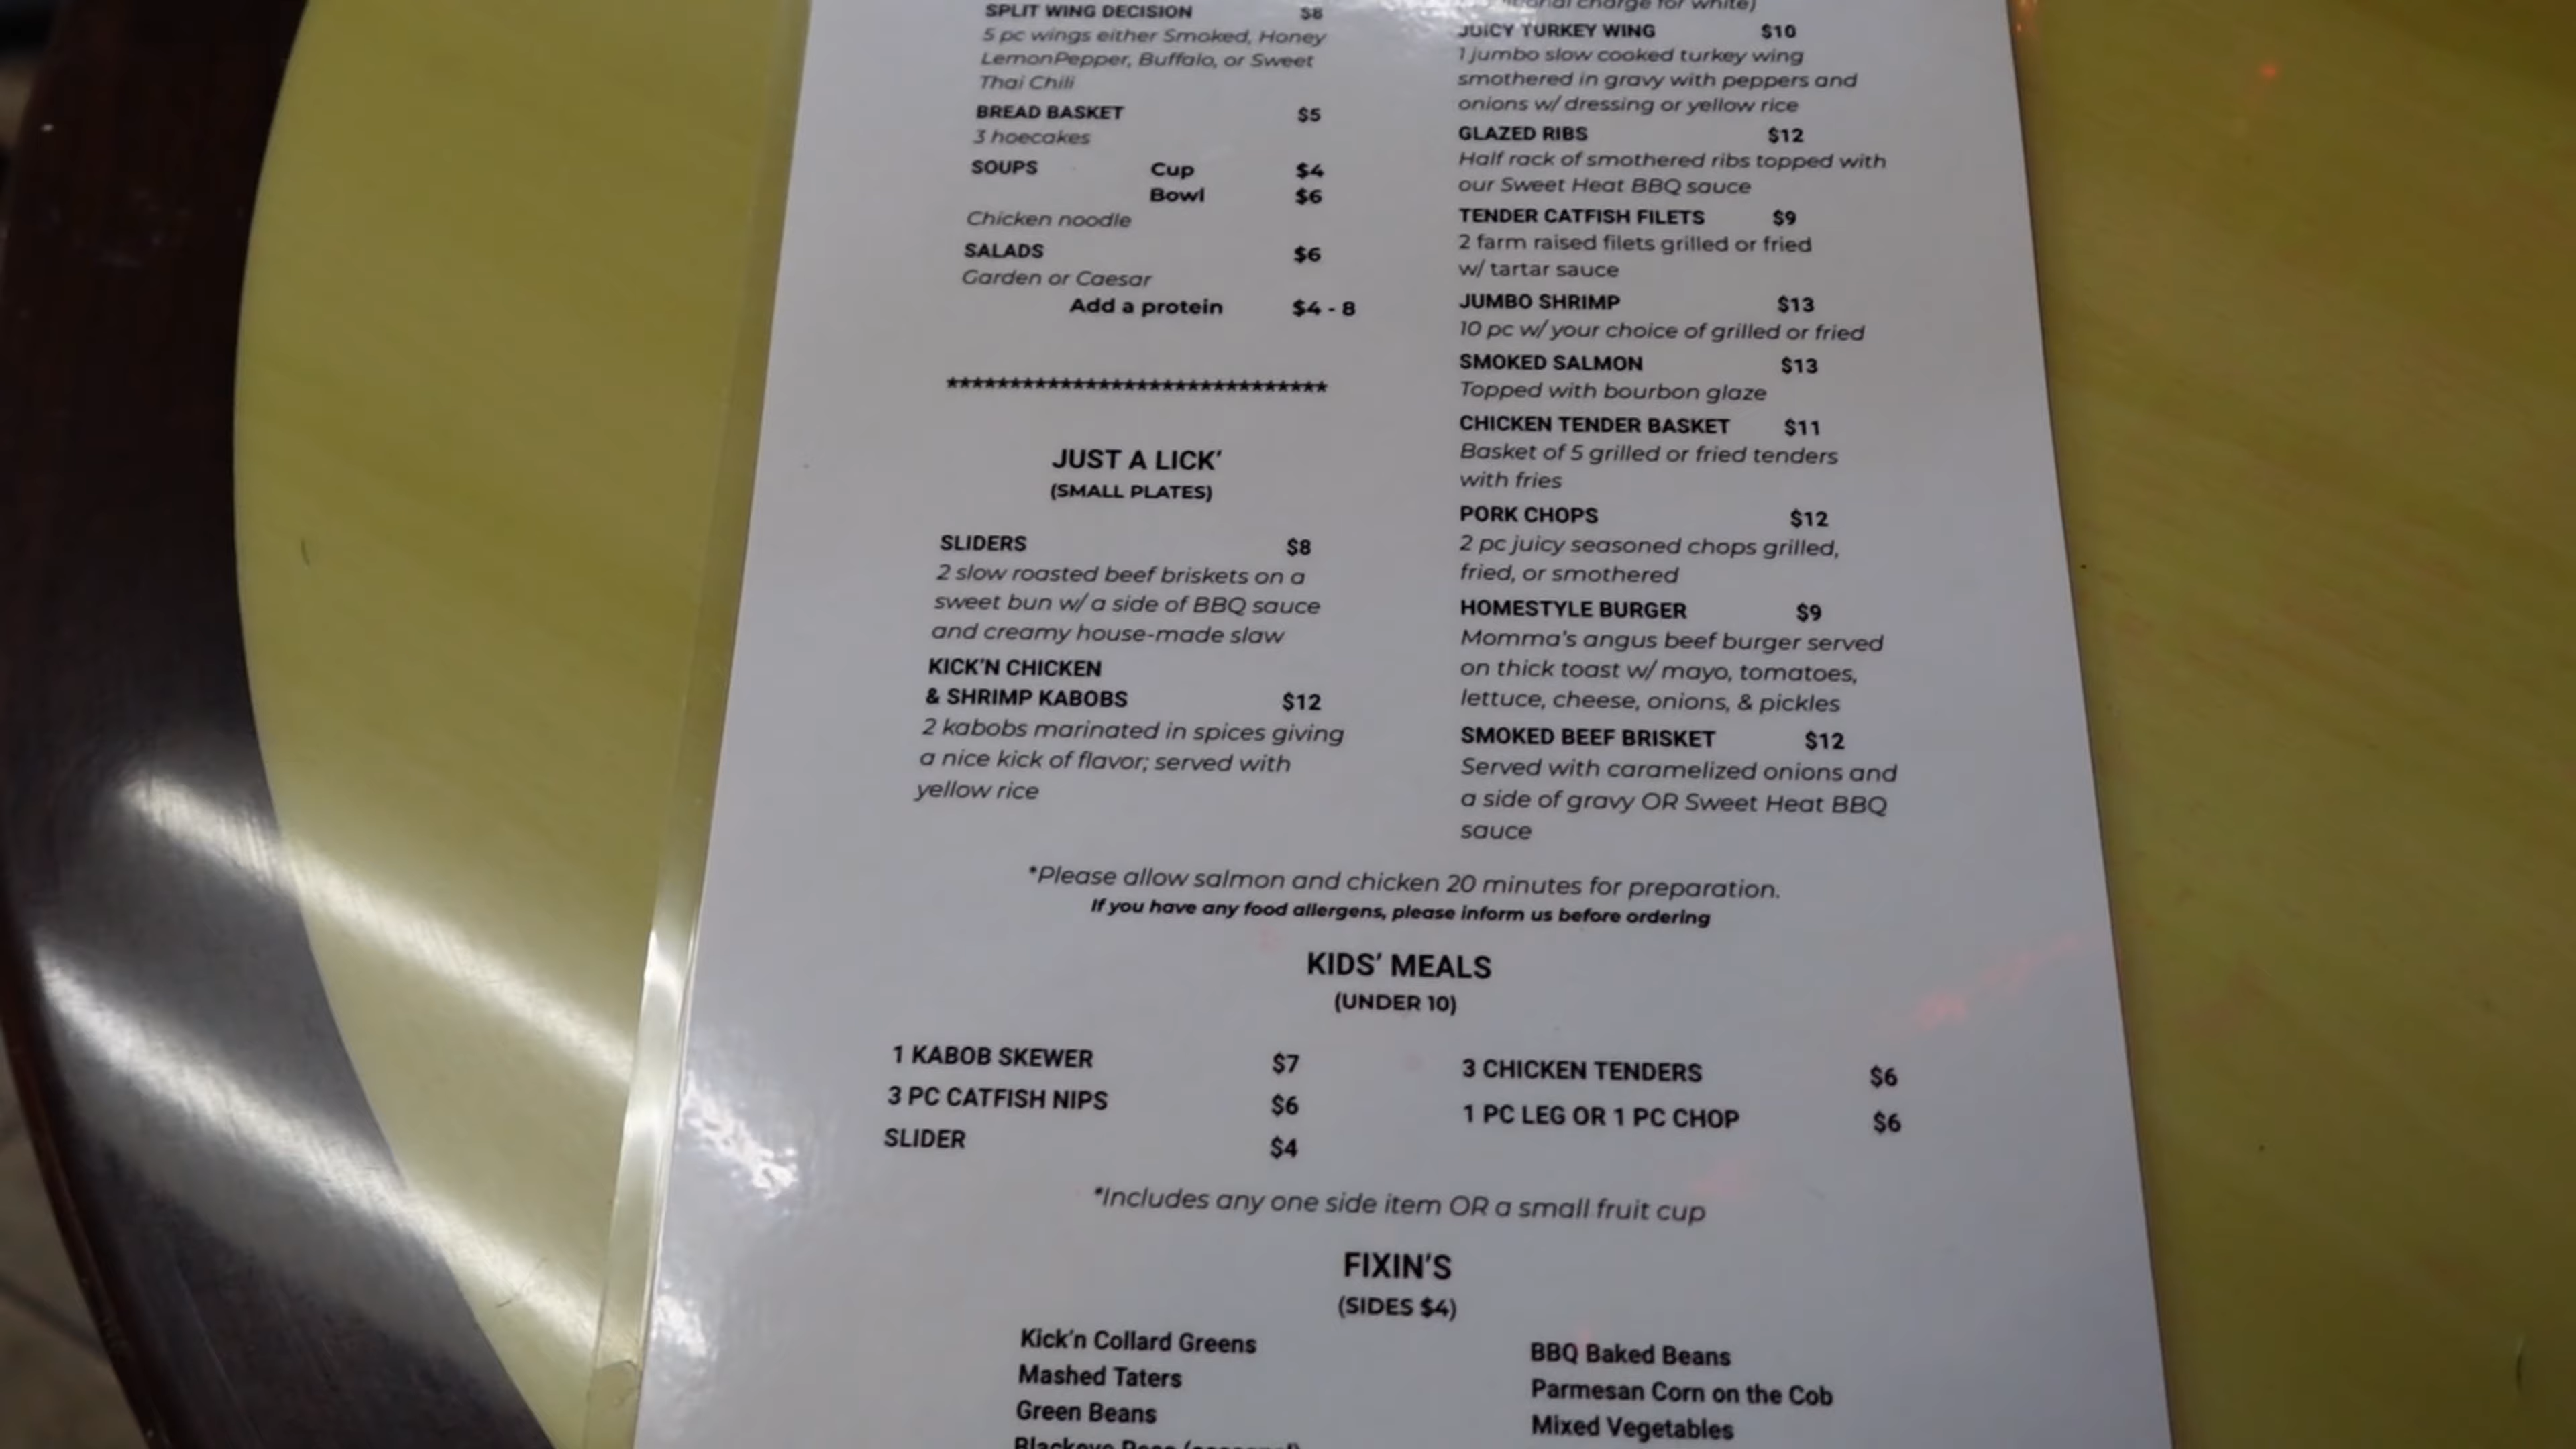 SPLIT WING DECISION $8
5 pc wings either Smoked, Honey
LemonPepper, Buffalo, or Sweet
Thai Chili
BREAD BASKET $5
3 hoecakes
SOUPS Cup $4
Bowl $6
Chicken noodle
SALADS $6
Garden or Caesar
Add a protein $4 - 8
******************************
JUST A LICK'
(SMALL PLATES)
SLIDERS $8
2 slow roasted beef briskets on a
sweet bun w/ a side of BBQ sauce
and creamy house-made slaw
KICK'N CHICKEN
& SHRIMP KABOBS $12
2 kabobs marinated in spices giving
a nice kick of flavor; served with
yellow rice
charge for white)
JUICY TURKEY WING $10
1 jumbo slow cooked turkey wing
smothered in gravy with peppers and
onions w/ dressing or yellow rice
GLAZED RIBS $12
Half rack of smothered ribs topped with
our Sweet Heat BBQ sauce
TENDER CATFISH FILETS $9
2 farm raised filets grilled or fried
w/ tartar sauce
JUMBO SHRIMP $13
10 pc w/ your choice of grilled or fried
SMOKED SALMON $13
Topped with bourbon glaze
CHICKEN TENDER BASKET $11
Basket of 5 grilled or fried tenders
with fries
PORK CHOPS $12
2 pc juicy seasoned chops grilled,
fried, or smothered
HOMESTYLE BURGER $9
Momma's angus beef burger served
on thick toast w/ mayo, tomatoes,
lettuce, cheese, onions, & pickles
SMOKED BEEF BRISKET $12
Served with caramelized onions and
a side of gravy OR Sweet Heat BBQ
sauce
*Please allow salmon and chicken 20 minutes for preparation.
If you have any food allergens, please inform us before ordering
KIDS' MEALS
(UNDER 10)
1 KABOB SKEWER $7
3 PC CATFISH NIPS $6
SLIDER $4
3 CHICKEN TENDERS $6
1 PC LEG OR 1 PC CHOP $6
*Includes any one side item OR a small fruit cup
FIXIN'S
(SIDES $4)
Kick'n Collard Greens
Mashed Taters
Green Beans
BBQ Baked Beans
Parmesan Corn on the Cob
Mixed Vegetables